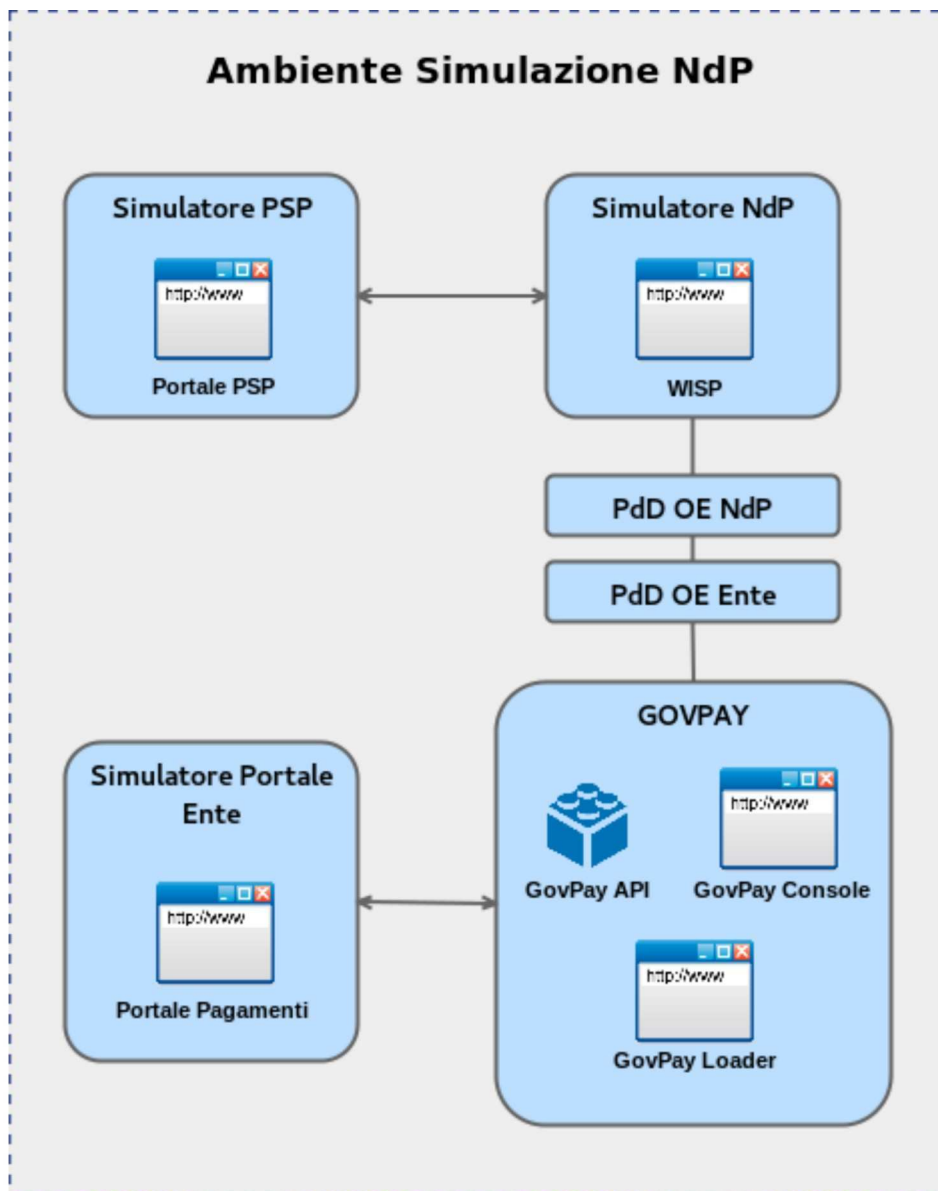 Ambiente Simulazione NdP
Simulatore PSP
http://www
Portale PSP
Simulatore NdP
http://www
WISP
PdD OE NdP
PdD OE Ente
GOVPAY
GovPay API
http://www
GovPay Console
http://www
GovPay Loader
Simulatore Portale
Ente
http://www
Portale Pagamenti